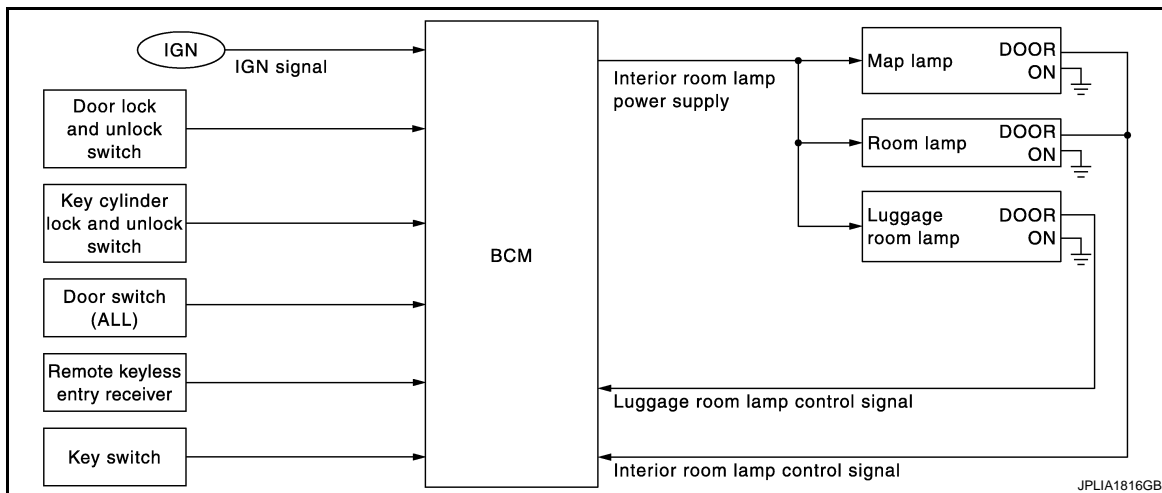 IGN
IGN signal
Door lock
and unlock
switch
Key cylinder
lock and unlock
switch
Door switch
(ALL)
Remote keyless
entry receiver
Key switch
BCM
Interior room lamp
power supply
Map lamp
DOOR
ON
Room lamp
DOOR
ON
Luggage
room lamp
DOOR
ON
Luggage room lamp control signal
Interior room lamp control signal
JPLIA1816GB